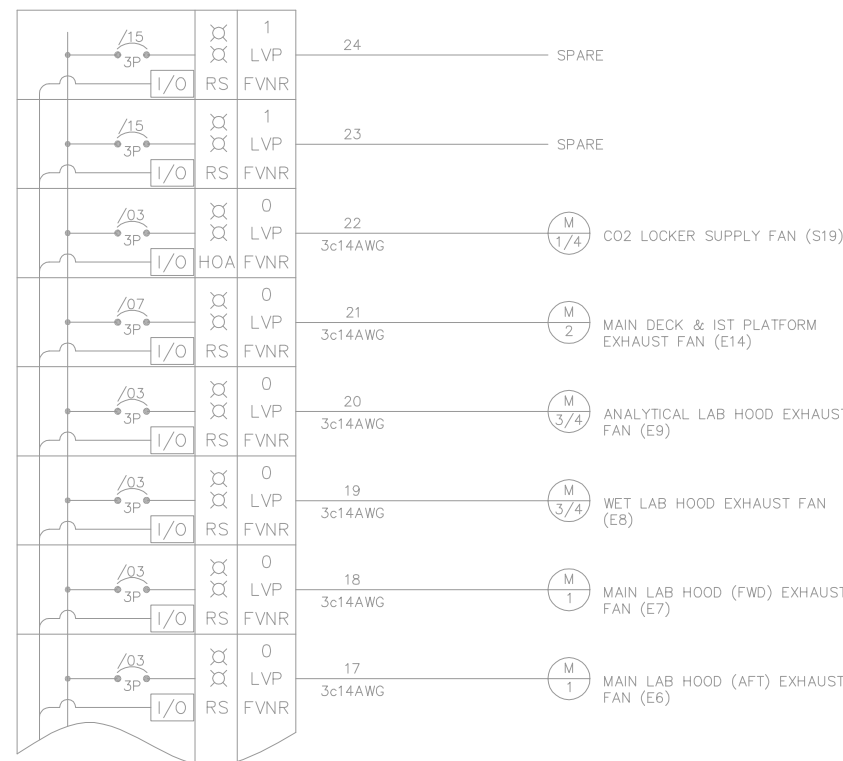 /15 1
3P LVP 24 SPARE
I/O RS FVNR
/15 1
3P LVP 23 SPARE
I/O RS FVNR
/03 0
3P LVP 22 M 1/4 CO2 LOCKER SUPPLY FAN (S19)
I/O HOA FVNR 3c14AWG
/07 0
3P LVP 21 M 2 MAIN DECK & IST PLATFORM
I/O RS FVNR 3c14AWG EXHAUST FAN (E14)
/03 0
3P LVP 20 M 3/4 ANALYTICAL LAB HOOD EXHAUST
I/O RS FVNR 3c14AWG FAN (E9)
/03 0
3P LVP 19 M 3/4 WET LAB HOOD EXHAUST FAN
I/O RS FVNR 3c14AWG (E8)
/03 0
3P LVP 18 M 1 MAIN LAB HOOD (FWD) EXHAUST
I/O RS FVNR 3c14AWG FAN (E7)
/03 0
3P LVP 17 M 1 MAIN LAB HOOD (AFT) EXHAUST
I/O RS FVNR 3c14AWG FAN (E6)